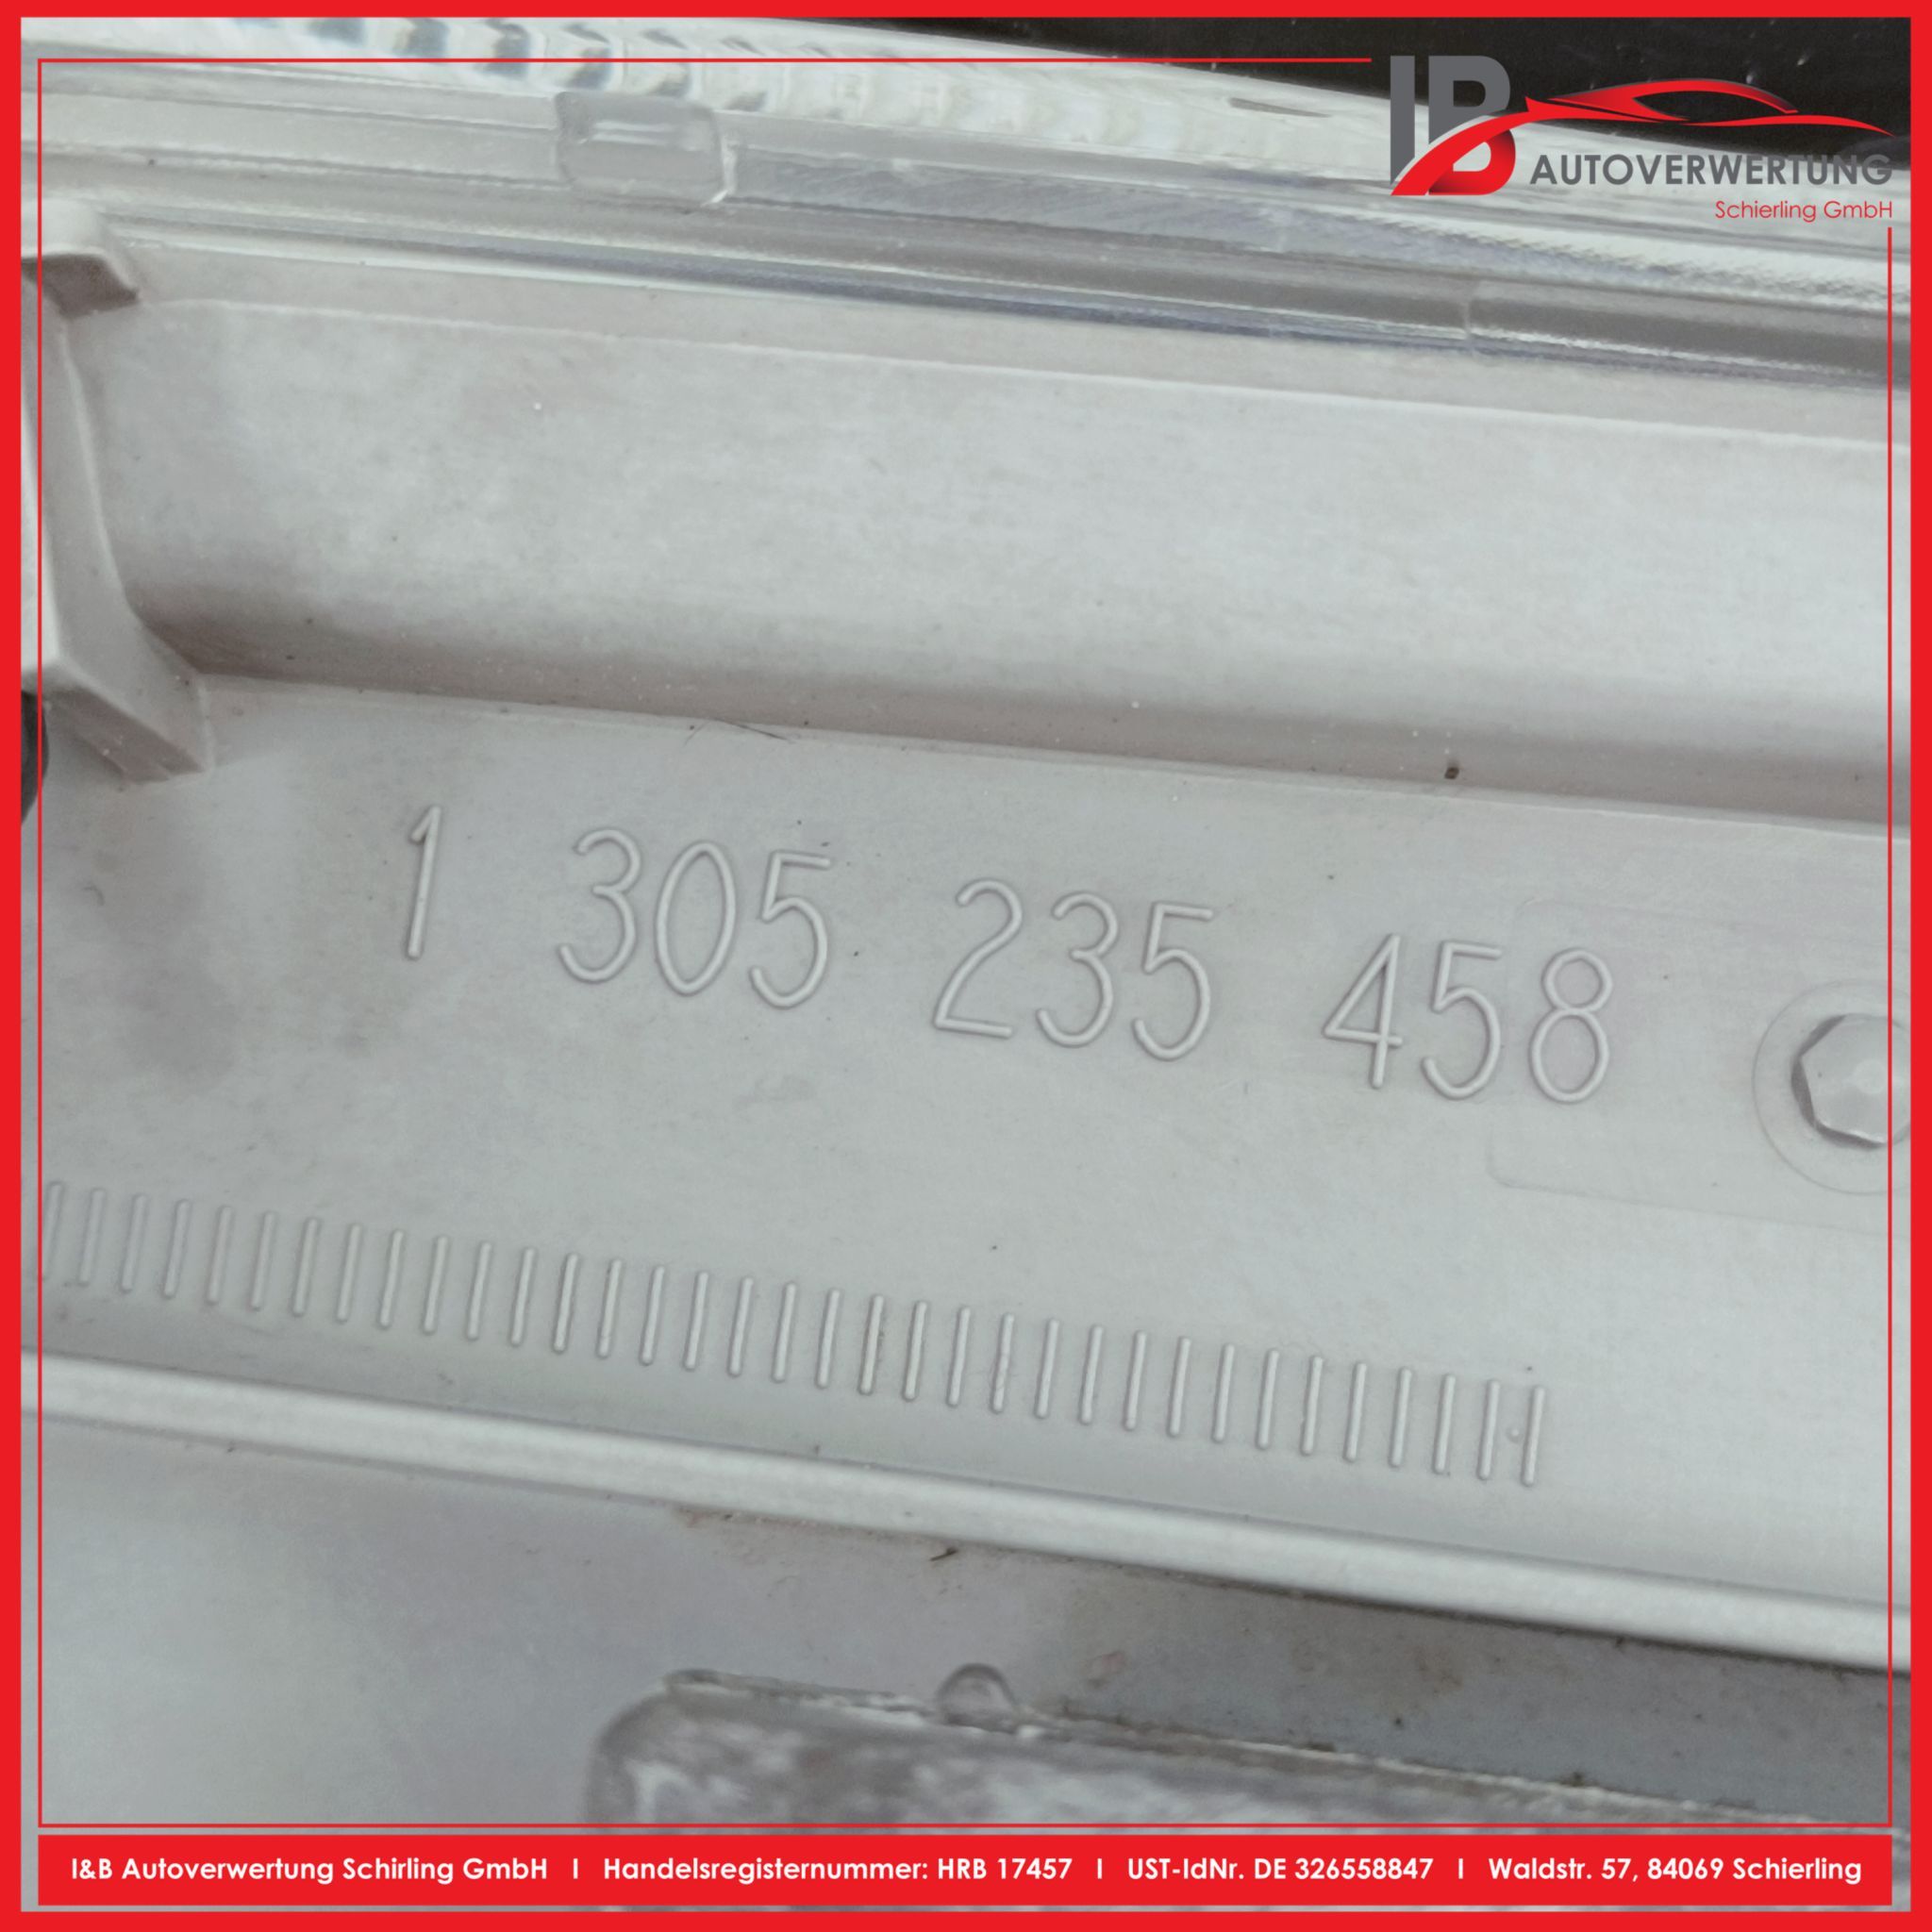 IB AUTOVERWERTUNG
Schierling GmbH
1 305 235 458
I&B Autoverwertung Schirling GmbH I Handelsregisternummer: HRB 17457 I UST-IdNr. DE 326558847 I Waldstr. 57, 84069 Schierling